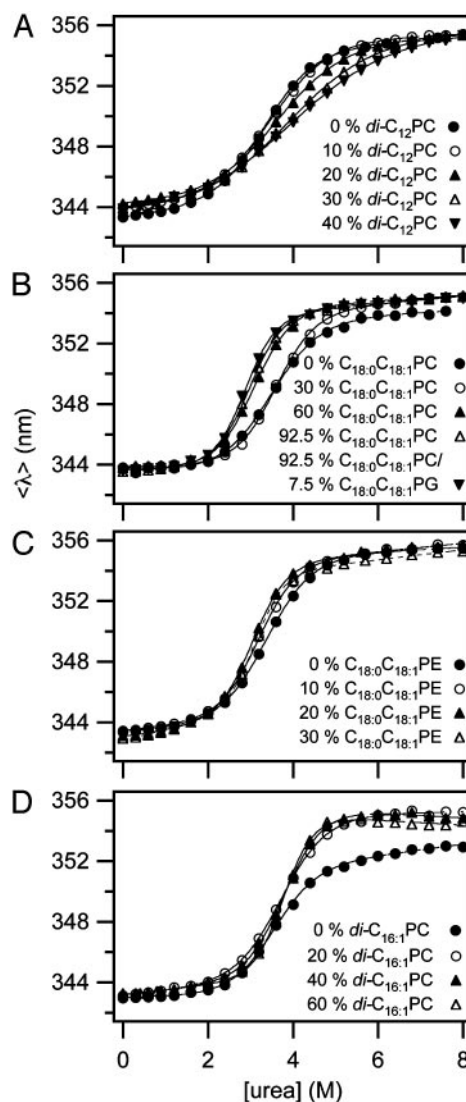 A
356
352
348
344
0 % di-C12PC ●
10 % di-C12PC ○
20 % di-C12PC ▲
30 % di-C12PC △
40 % di-C12PC ▼
B
356
352
348
344
0 % C18:0C18:1PC ●
30 % C18:0C18:1PC ○
60 % C18:0C18:1PC ▲
92.5 % C18:0C18:1PC △
92.5 % C18:0C18:1PC/
7.5 % C18:0C18:1PG ▼
<λ> (nm)
C
356
352
348
344
0 % C18:0C18:1PE ●
10 % C18:0C18:1PE ○
20 % C18:0C18:1PE ▲
30 % C18:0C18:1PE △
D
356
352
348
344
0 % di-C16:1PC ●
20 % di-C16:1PC ○
40 % di-C16:1PC ▲
60 % di-C16:1PC △
0 2 4 6 8
[urea] (M)